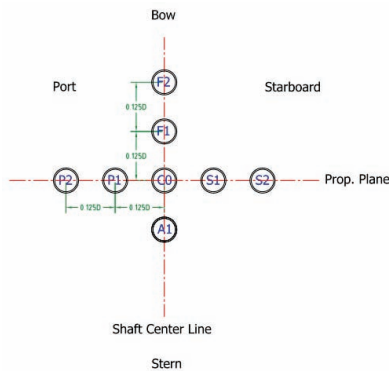 Bow
Port
Starboard
F2
0.125D
F1
0.125D
P2 P1 C0 S1 S2 Prop. Plane
0.125D 0.125D
A1
Shaft Center Line
Stern